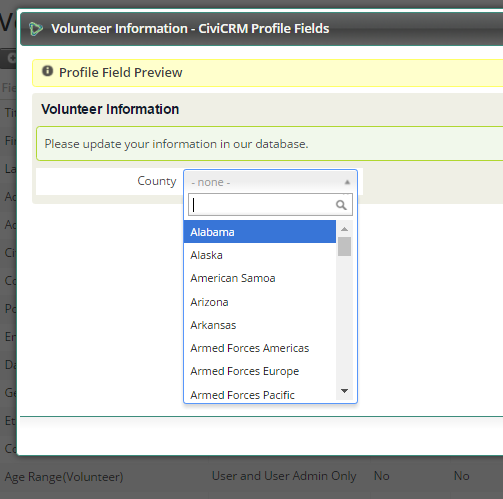 Volunteer Information - CiviCRM Profile Fields
Profile Field Preview
Volunteer Information
Please update your information in our database.
County
- none -
Alabama
Alaska
American Samoa
Arizona
Arkansas
Armed Forces Americas
Armed Forces Europe
Armed Forces Pacific
Age Range(Volunteer) User and User Admin Only No No